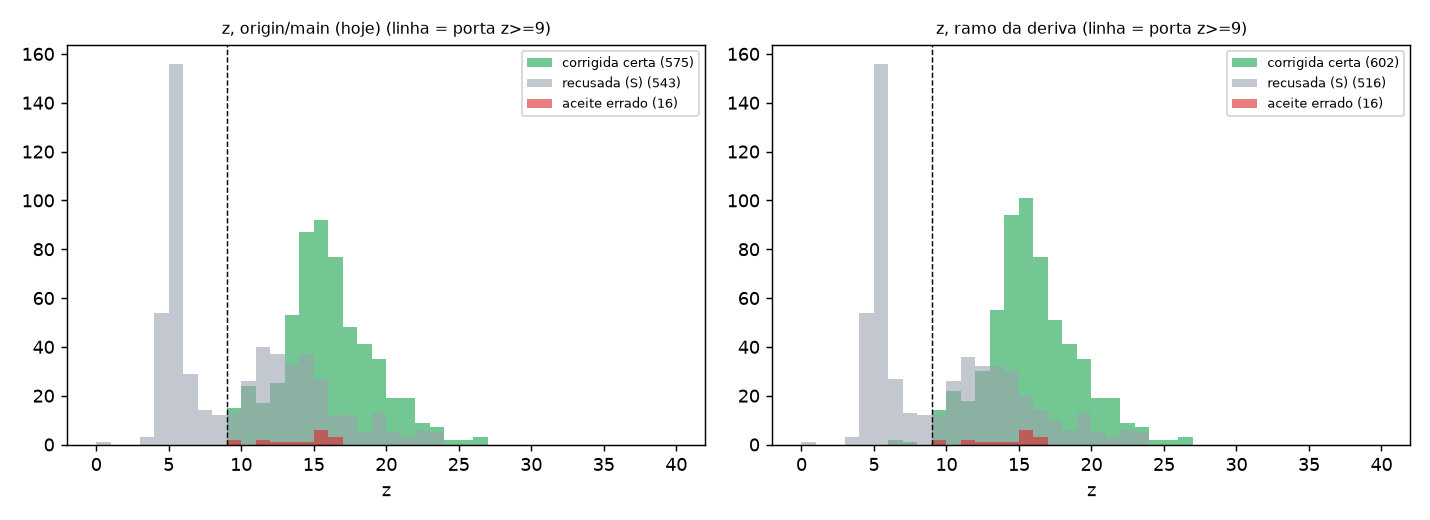 z, origin/main (hoje) (linha = porta z>=9)
160
140
120
100
80
60
40
20
0
corrigida certa (575)
recusada (S) (543)
aceite errado (16)
0 5 10 15 20 25 30 35 40
z
z, ramo da deriva (linha = porta z>=9)
160
140
120
100
80
60
40
20
0
corrigida certa (602)
recusada (S) (516)
aceite errado (16)
0 5 10 15 20 25 30 35 40
z